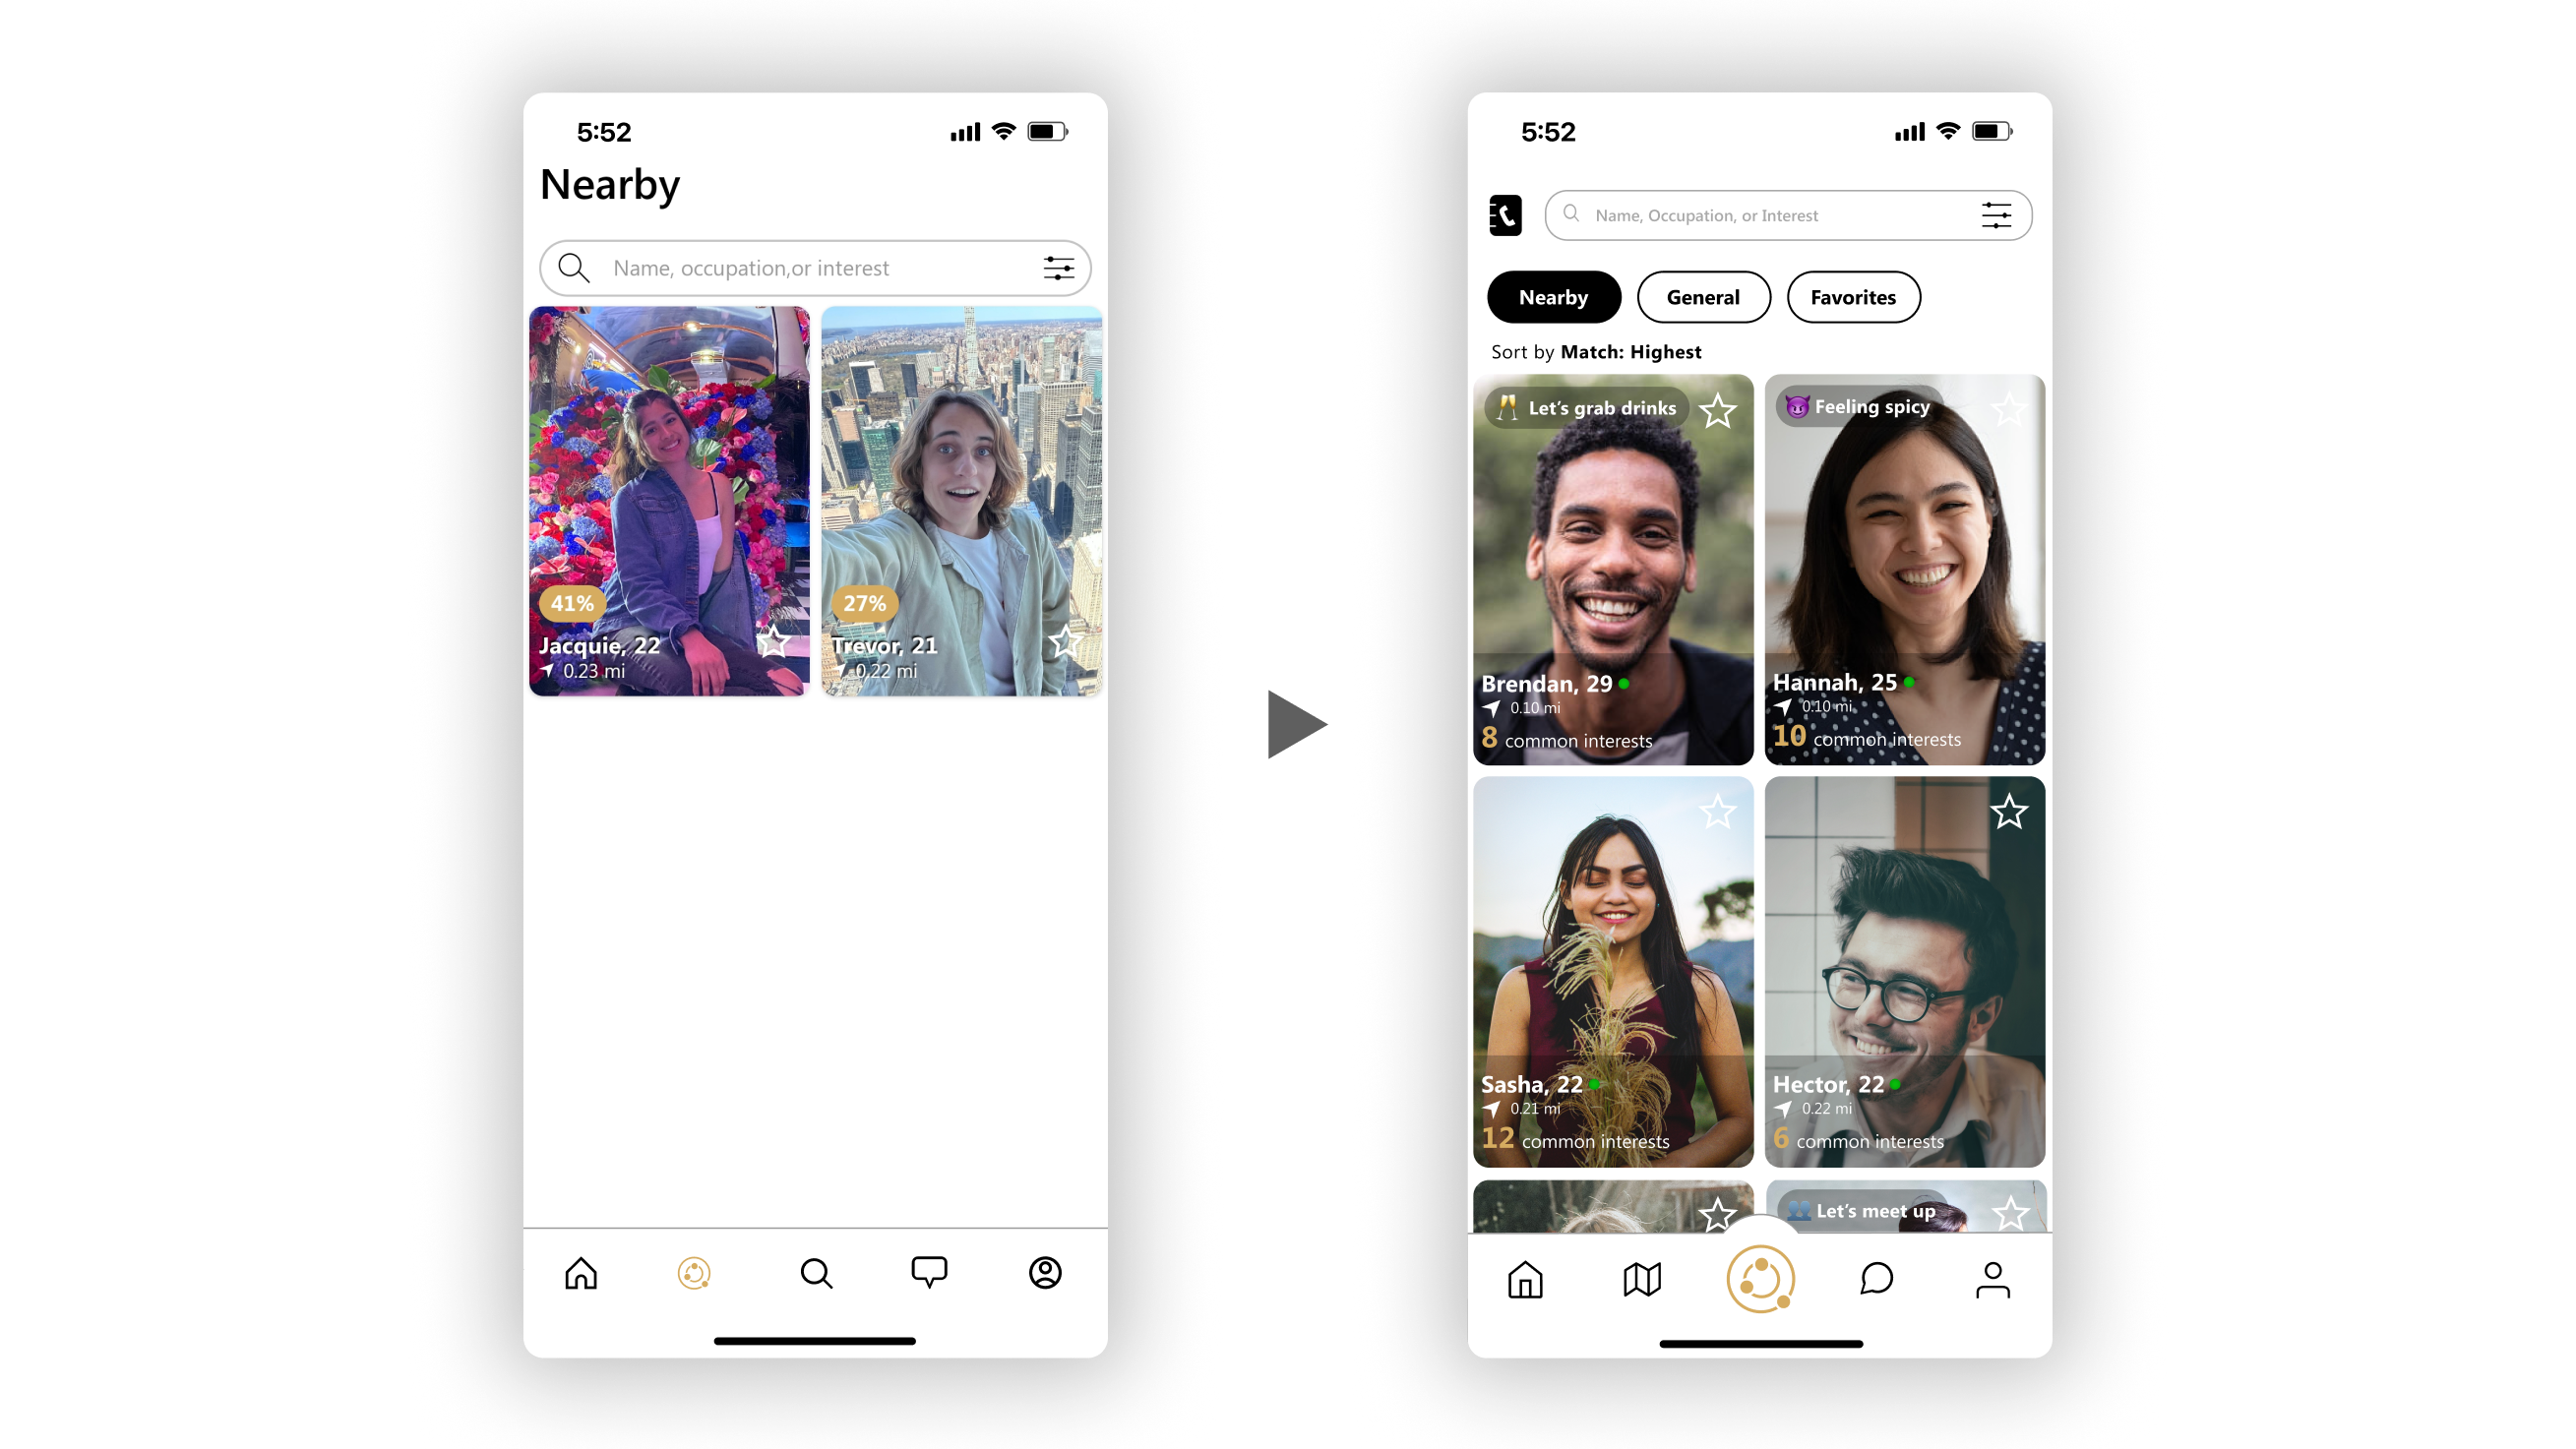 5:52
Nearby
Name, occupation,or interest
41%
Jacquie, 22
0.23 mi
27%
Trevor, 21
0.22 mi
5:52
Name, Occupation, or Interest
Nearby
General
Favorites
Sort by Match: Highest
🥂 Let's grab drinks
😈 Feeling spicy
Brendan, 29
0.10 mi
8 common interests
Hannah, 25
0.10 mi
10 common interests
Sasha, 22
0.21 mi
12 common interests
Hector, 22
0.22 mi
6 common interests
👥 Let's meet up